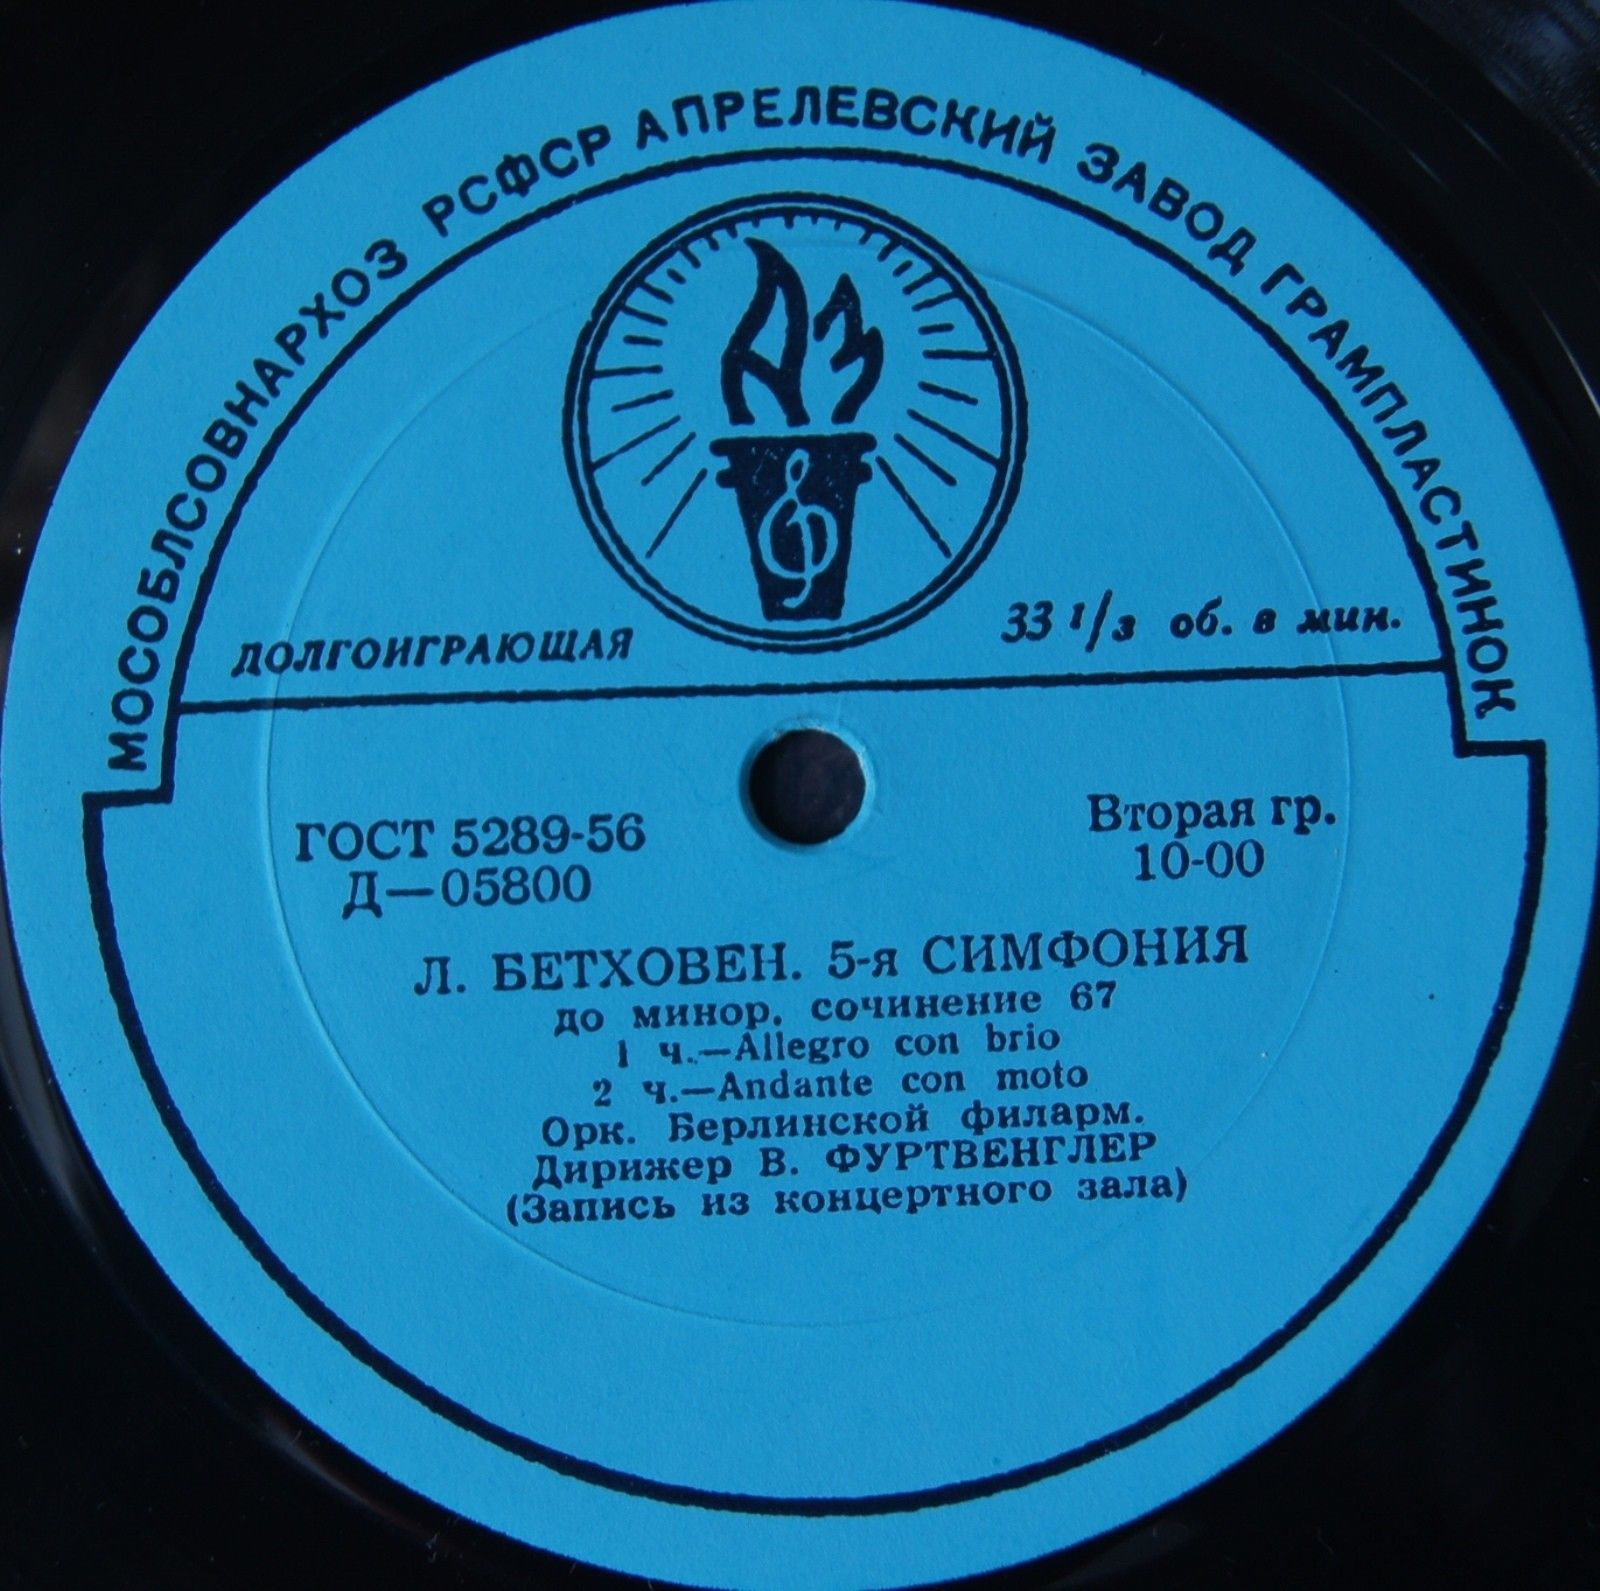 МОСОБЛСОВНАРХОЗ РСФСР АПРЕЛЕВСКИЙ ЗАВОД ГРАМПЛАСТИНОК
АЗ
ДОЛГОИГРАЮЩАЯ 33 1/3 об. в мин.
ГОСТ 5289-56 Вторая гр.
Д—05800 10-00
Л. БЕТХОВЕН. 5-я СИМФОНИЯ
до минор, сочинение 67
1 ч.—Allegro con brio
2 ч.—Andante con moto
Орк. Берлинской филарм.
Дирижер В. ФУРТВЕНГЛЕР
(Запись из концертного зала)